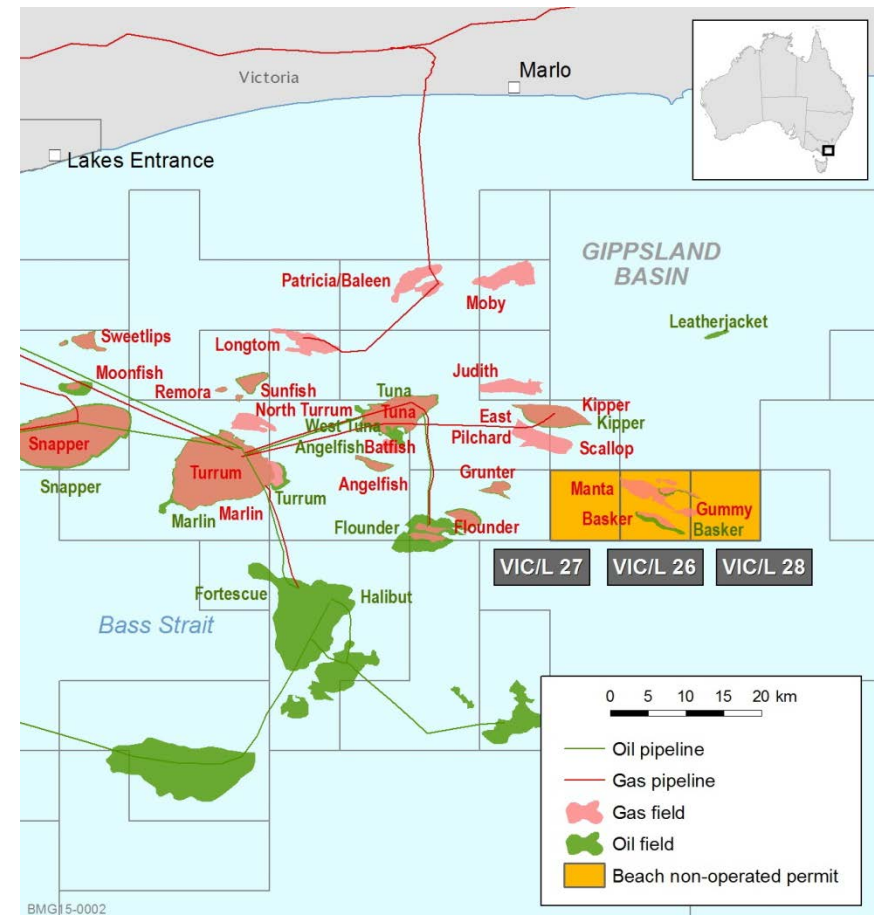 Victoria
Marlo
Lakes Entrance
GIPPSLAND
BASIN
Patricia/Baleen
Moby
Leatherjacket
Sweetlips
Longtom
Moonfish
Judith
Remora
Sunfish
Tuna
North Turrum
Tuna
West Tuna
East
Pilchard
Kipper
Kipper
Snapper
Angelfish
Batfish
Scallop
Turrum
Angelfish
Grunter
Snapper
Turrum
Manta
Marlin
Marlin
Gummy
Basker
Basker
Flounder
Flounder
VIC/L 27
VIC/L 26
VIC/L 28
Fortescue
Halibut
Bass Strait
0 5 10 15 20 km
Oil pipeline
Gas pipeline
Gas field
Oil field
Beach non-operated permit
BMG15-0002